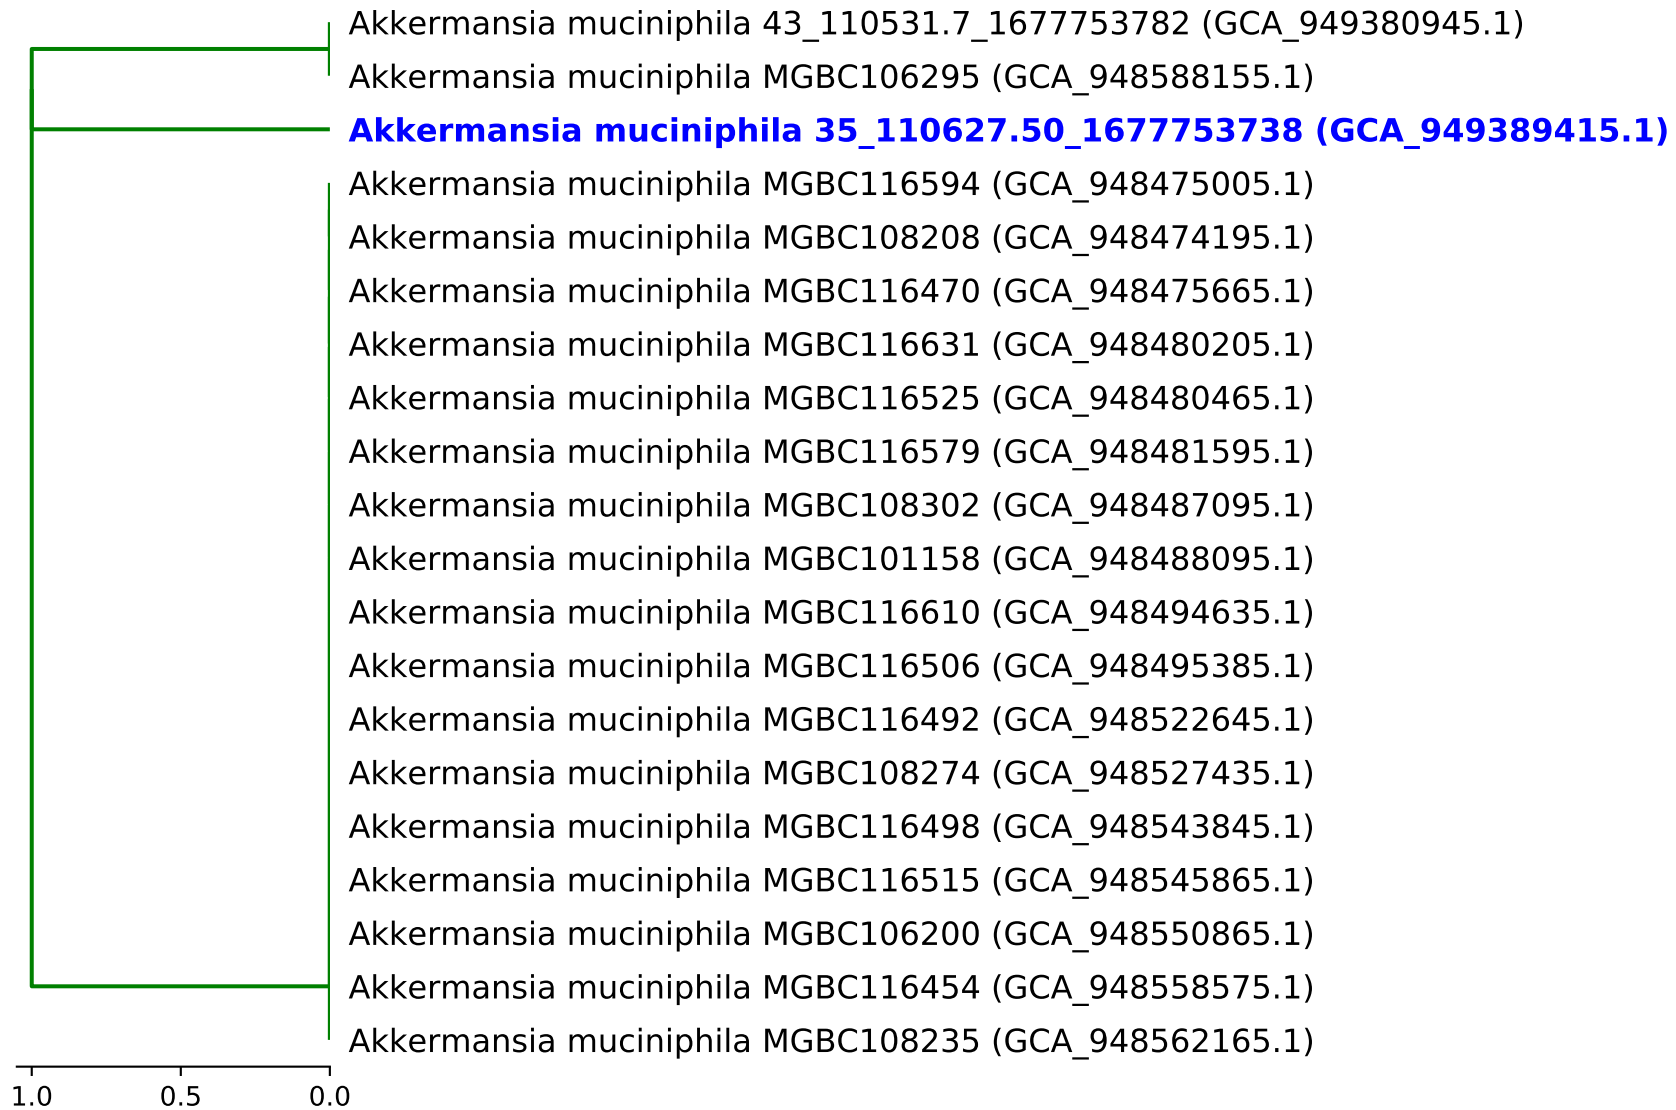 Akkermansia muciniphila 43_110531.7_1677753782 (GCA_949380945.1)
Akkermansia muciniphila MGBC106295 (GCA_948588155.1)
Akkermansia muciniphila 35_110627.50_1677753738 (GCA_949389415.1)
Akkermansia muciniphila MGBC116594 (GCA_948475005.1)
Akkermansia muciniphila MGBC108208 (GCA_948474195.1)
Akkermansia muciniphila MGBC116470 (GCA_948475665.1)
Akkermansia muciniphila MGBC116631 (GCA_948480205.1)
Akkermansia muciniphila MGBC116525 (GCA_948480465.1)
Akkermansia muciniphila MGBC116579 (GCA_948481595.1)
Akkermansia muciniphila MGBC108302 (GCA_948487095.1)
Akkermansia muciniphila MGBC101158 (GCA_948488095.1)
Akkermansia muciniphila MGBC116610 (GCA_948494635.1)
Akkermansia muciniphila MGBC116506 (GCA_948495385.1)
Akkermansia muciniphila MGBC116492 (GCA_948522645.1)
Akkermansia muciniphila MGBC108274 (GCA_948527435.1)
Akkermansia muciniphila MGBC116498 (GCA_948543845.1)
Akkermansia muciniphila MGBC116515 (GCA_948545865.1)
Akkermansia muciniphila MGBC106200 (GCA_948550865.1)
Akkermansia muciniphila MGBC116454 (GCA_948558575.1)
Akkermansia muciniphila MGBC108235 (GCA_948562165.1)
1.0 0.5 0.0